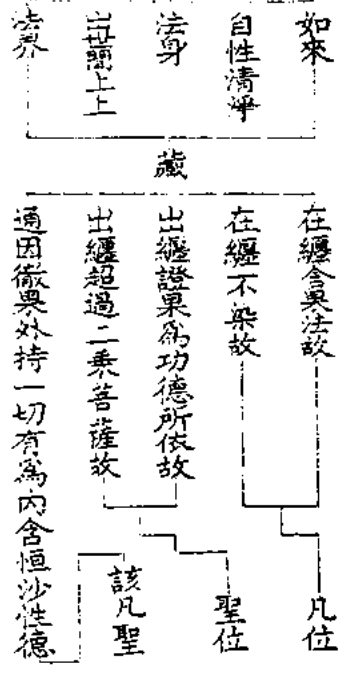 如來
自性清淨
法身
出世間上上
法界
藏
在纏含果法故
在纏不染故
出纏證果為功德所依故
出纏超過二乘菩薩故
通因徹果外持一切有為內含恒沙性德
凡位
聖位
該凡聖